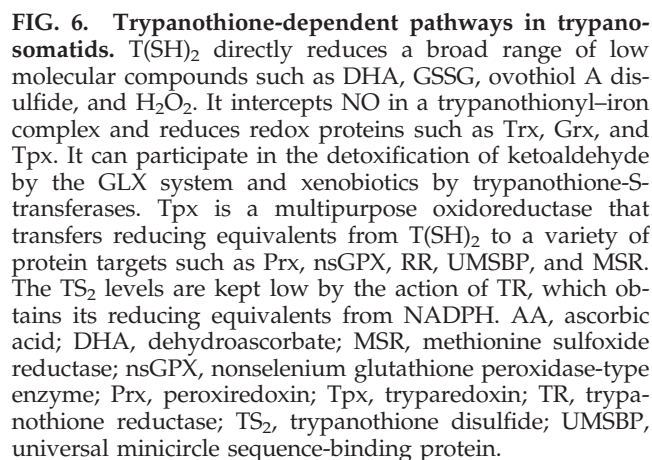 FIG. 6. Trypanothione-dependent pathways in trypano-
somatids. T(SH)₂ directly reduces a broad range of low
molecular compounds such as DHA, GSSG, ovothiol A dis-
ulfide, and H₂O₂. It intercepts NO in a trypanothionyl–iron
complex and reduces redox proteins such as Trx, Grx, and
Tpx. It can participate in the detoxification of ketoaldehyde
by the GLX system and xenobiotics by trypanothione-S-
transferases. Tpx is a multipurpose oxidoreductase that
transfers reducing equivalents from T(SH)₂ to a variety of
protein targets such as Prx, nsGPX, RR, UMSBP, and MSR.
The TS₂ levels are kept low by the action of TR, which ob-
tains its reducing equivalents from NADPH. AA, ascorbic
acid; DHA, dehydroascorbate; MSR, methionine sulfoxide
reductase; nsGPX, nonselenium glutathione peroxidase-type
enzyme; Prx, peroxiredoxin; Tpx, tryparedoxin; TR, trypa-
nothione reductase; TS₂, trypanothione disulfide; UMSBP,
universal minicircle sequence-binding protein.